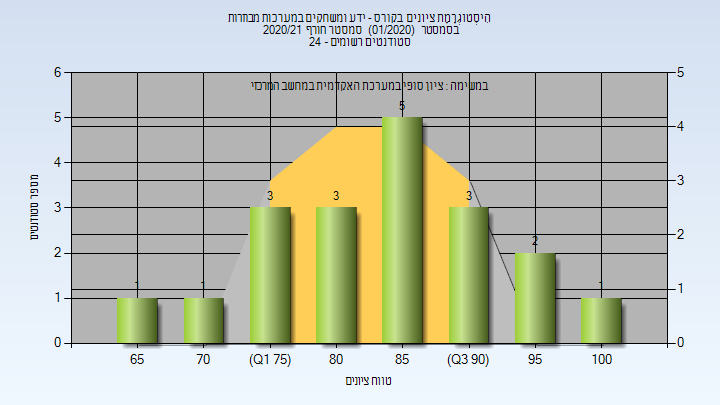 היסטוגרמת ציונים בקורס - ידע ומשחקים במערכות מבוזרות
בסמסטר (01/2020) סמסטר חורף 2020/21
סטודנטים רשומים - 24
במשימה : ציון סופי במערכת האקדמית במחשב המרכזי
6 5
5 4
4 3
3 2
2 1
1 0
0
מספר סטודנטים
1 1 3 3 5 3 2 1
65 70 (Q1 75) 80 85 (Q3 90) 95 100
טווח ציונים